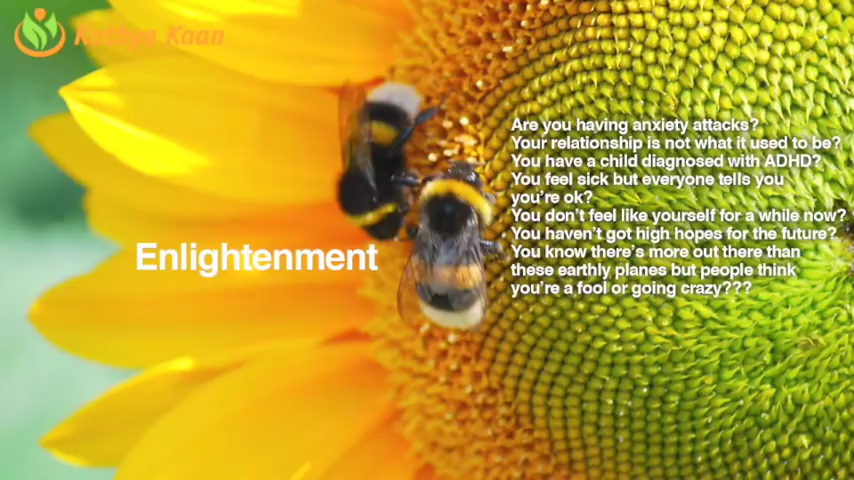 Kathye Kaan
Enlightenment
Are you having anxiety attacks?
Your relationship is not what it used to be?
You have a child diagnosed with ADHD?
You feel sick but everyone tells you
you're ok?
You don't feel like yourself for a while now?
You haven't got high hopes for the future?
You know there's more out there than
these earthly planes but people think
you're a fool or going crazy???